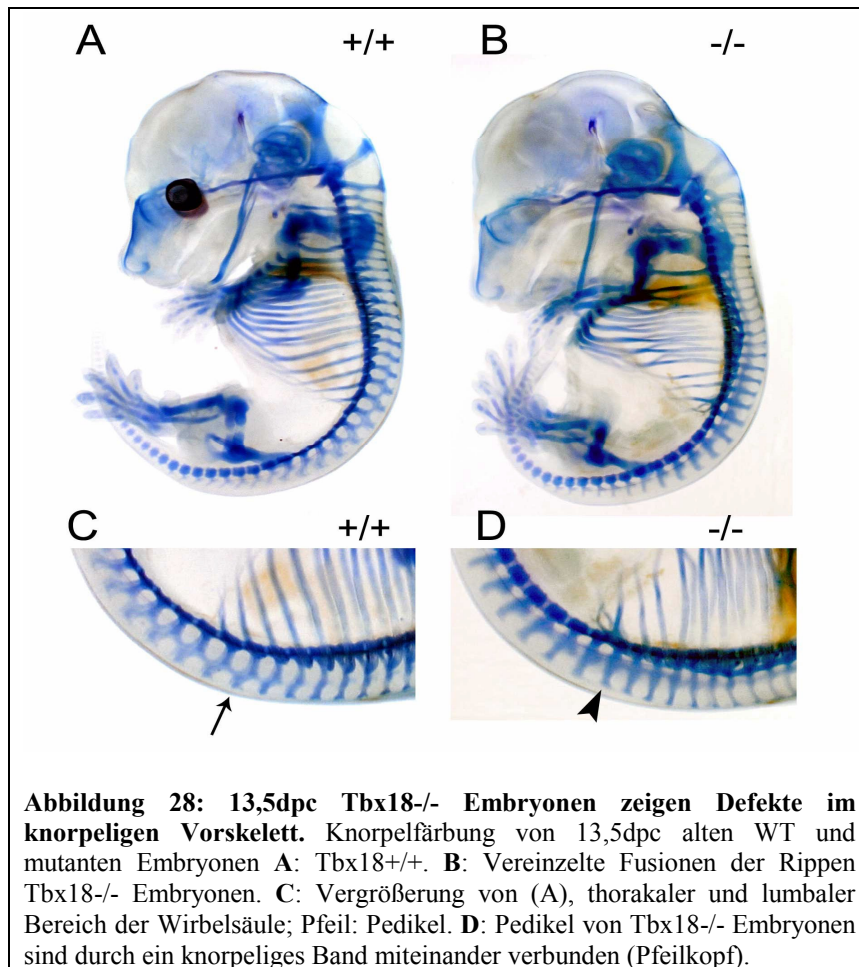 A +/+ B -/-
C +/+ D -/-
Abbildung 28: 13,5dpc Tbx18-/- Embryonen zeigen Defekte im
knorpeligen Vorskelett. Knorpelfärbung von 13,5dpc alten WT und
mutanten Embryonen A: Tbx18+/+. B: Vereinzelte Fusionen der Rippen
Tbx18-/- Embryonen. C: Vergrößerung von (A), thorakaler und lumbaler
Bereich der Wirbelsäule; Pfeil: Pedikel. D: Pedikel von Tbx18-/- Embryonen
sind durch ein knorpeliges Band miteinander verbunden (Pfeilkopf).